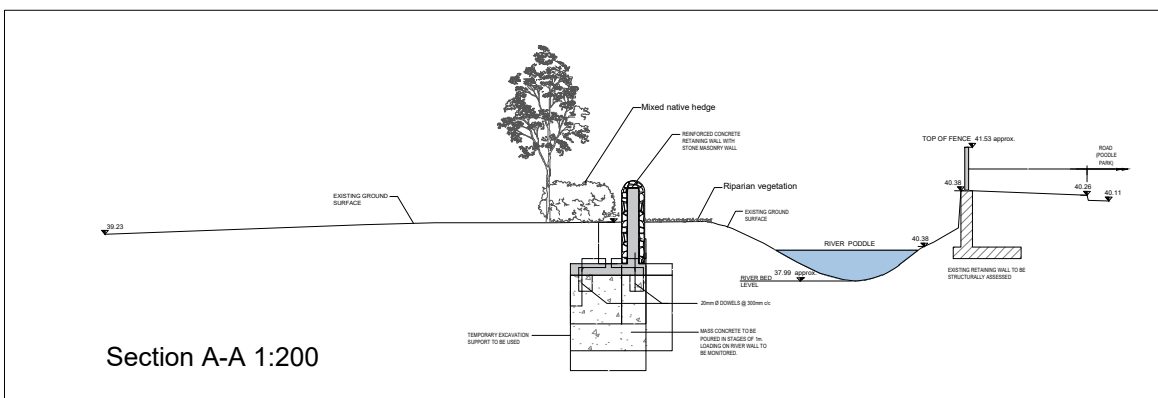 Mixed native hedge
REINFORCED CONCRETE
RETAINING WALL WITH
STONE MASONRY WALL
TOP OF FENCE 41.53 approx.
ROAD
(PODDLE
PARK)
Riparian vegetation
EXISTING GROUND
SURFACE
EXISTING GROUND
SURFACE
40.38
40.26
40.11
39.23
40.38
RIVER PODDLE
37.99 approx.
RIVER BED
LEVEL
EXISTING RETAINING WALL TO BE
STRUCTURALLY ASSESSED
20mm Ø DOWELS @ 300mm c/c
TEMPORARY EXCAVATION
SUPPORT TO BE USED
MASS CONCRETE TO BE
POURED IN STAGES OF 1m.
LOADING ON RIVER WALL TO
BE MONITORED.
Section A-A 1:200